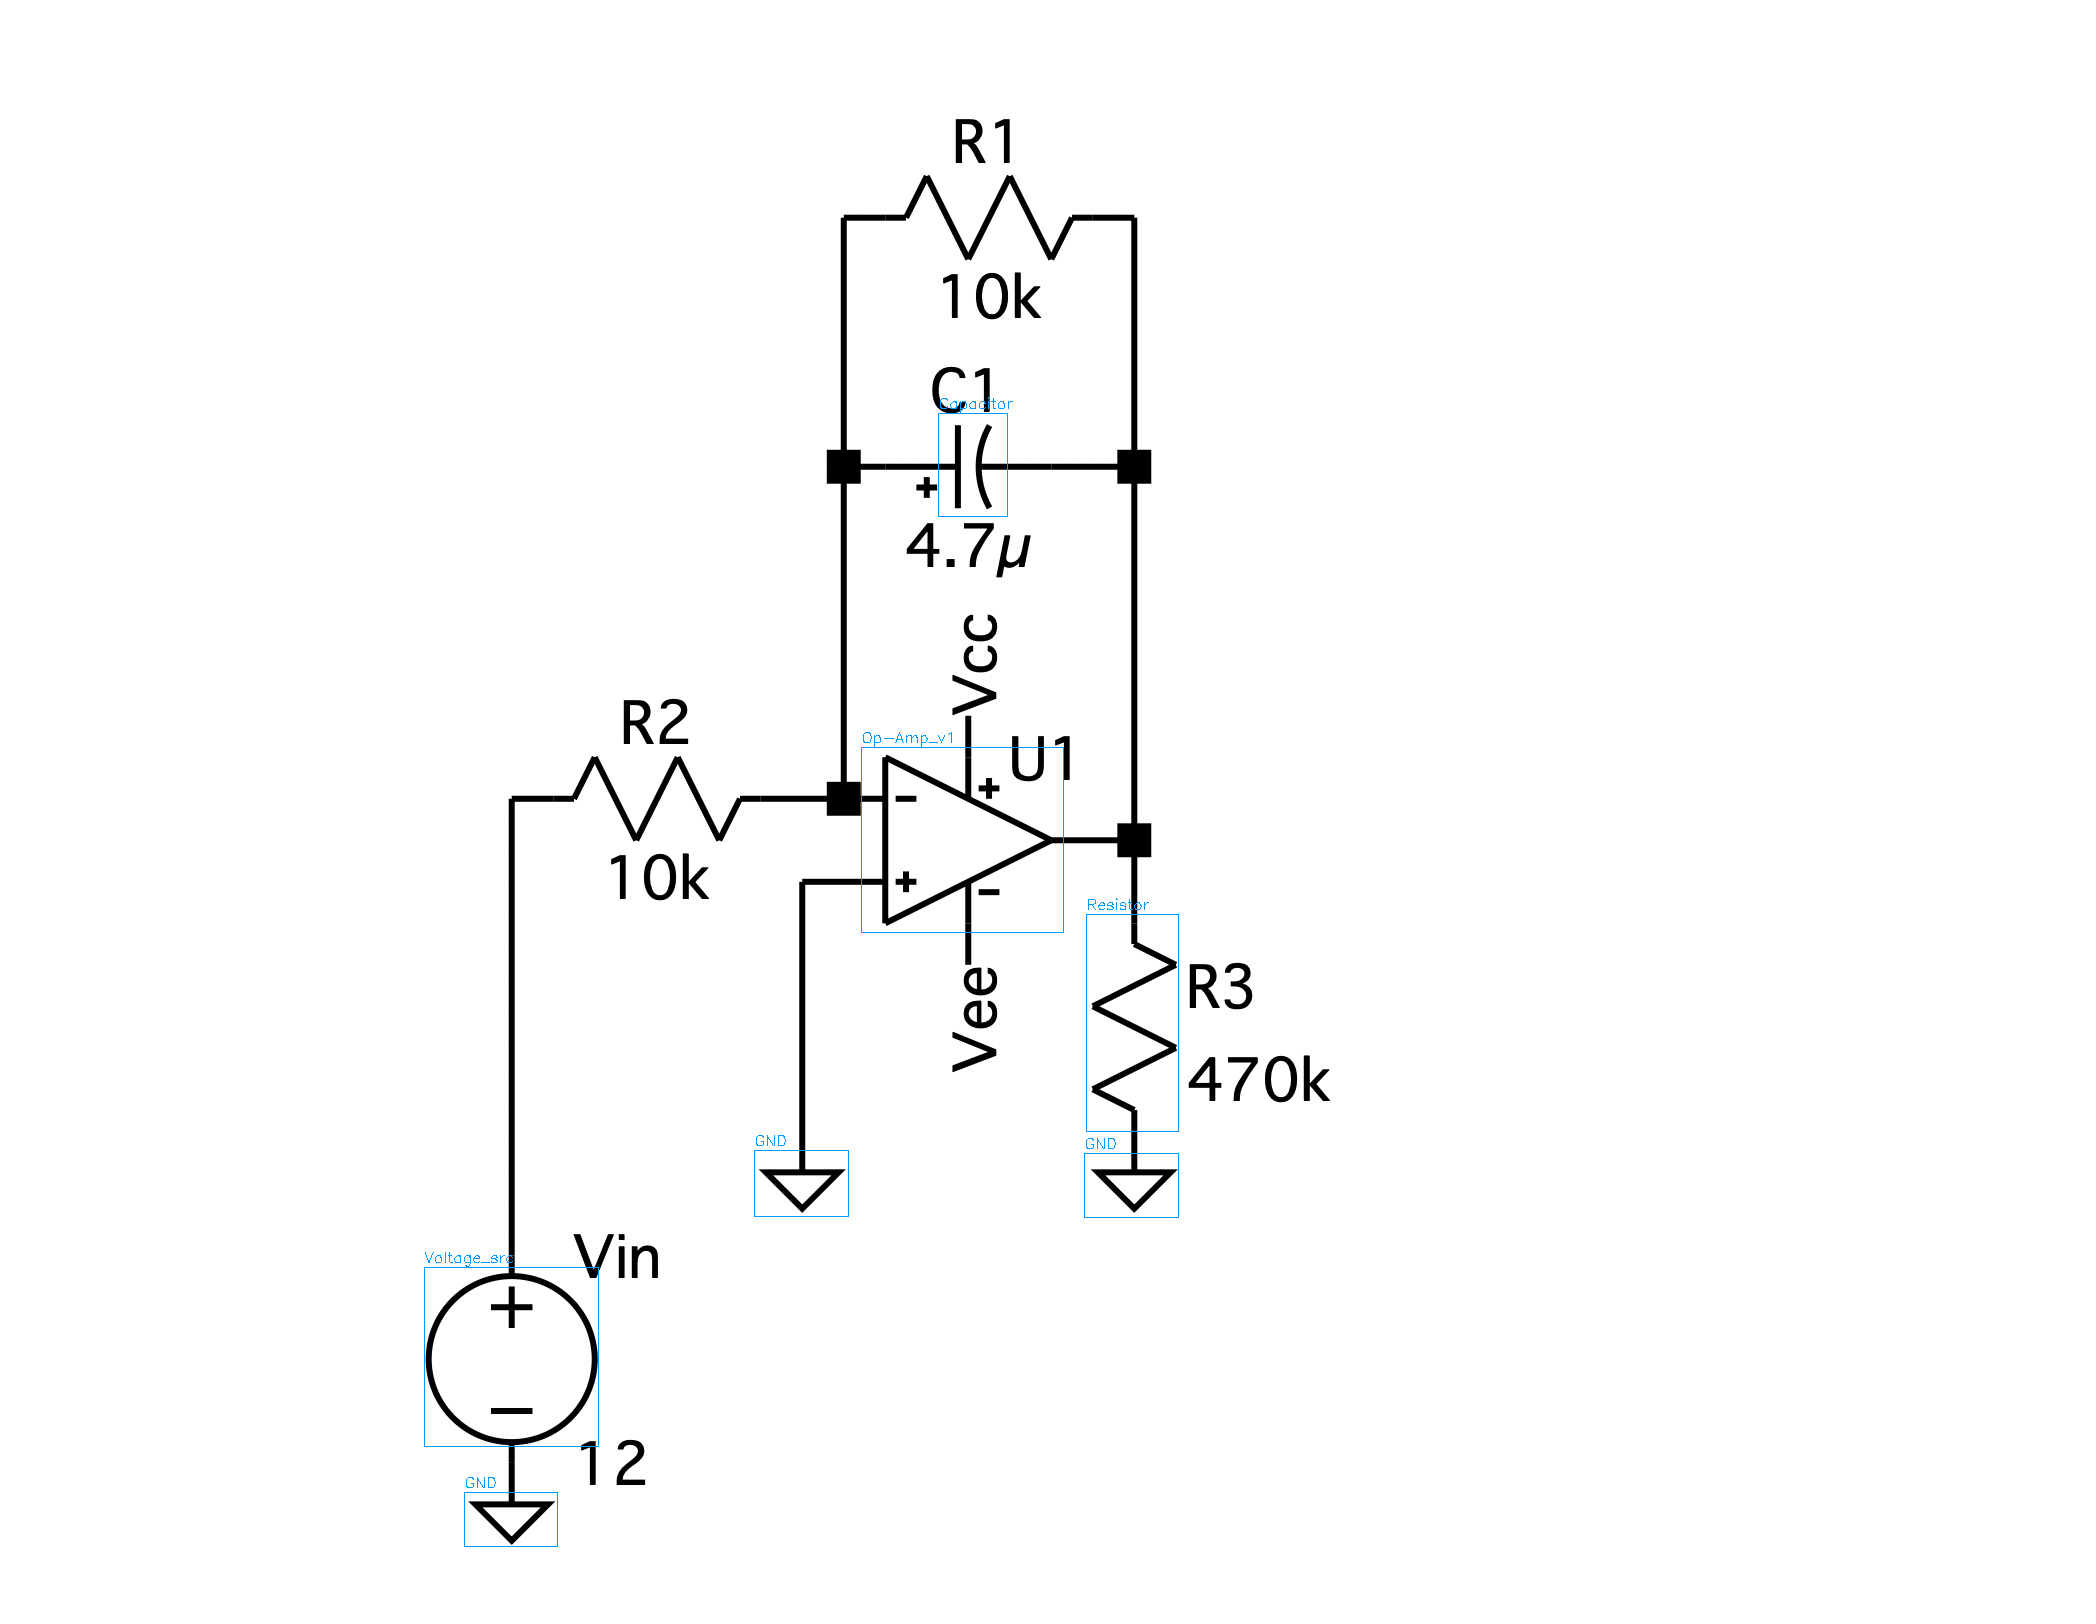 R1
10k
C1
Capacitor
4.7µ
Vcc
R2
Op-Amp_v1
U1
10k
Resistor
R3
Vee
470k
GND
GND
Vin
Voltage_src
12
GND